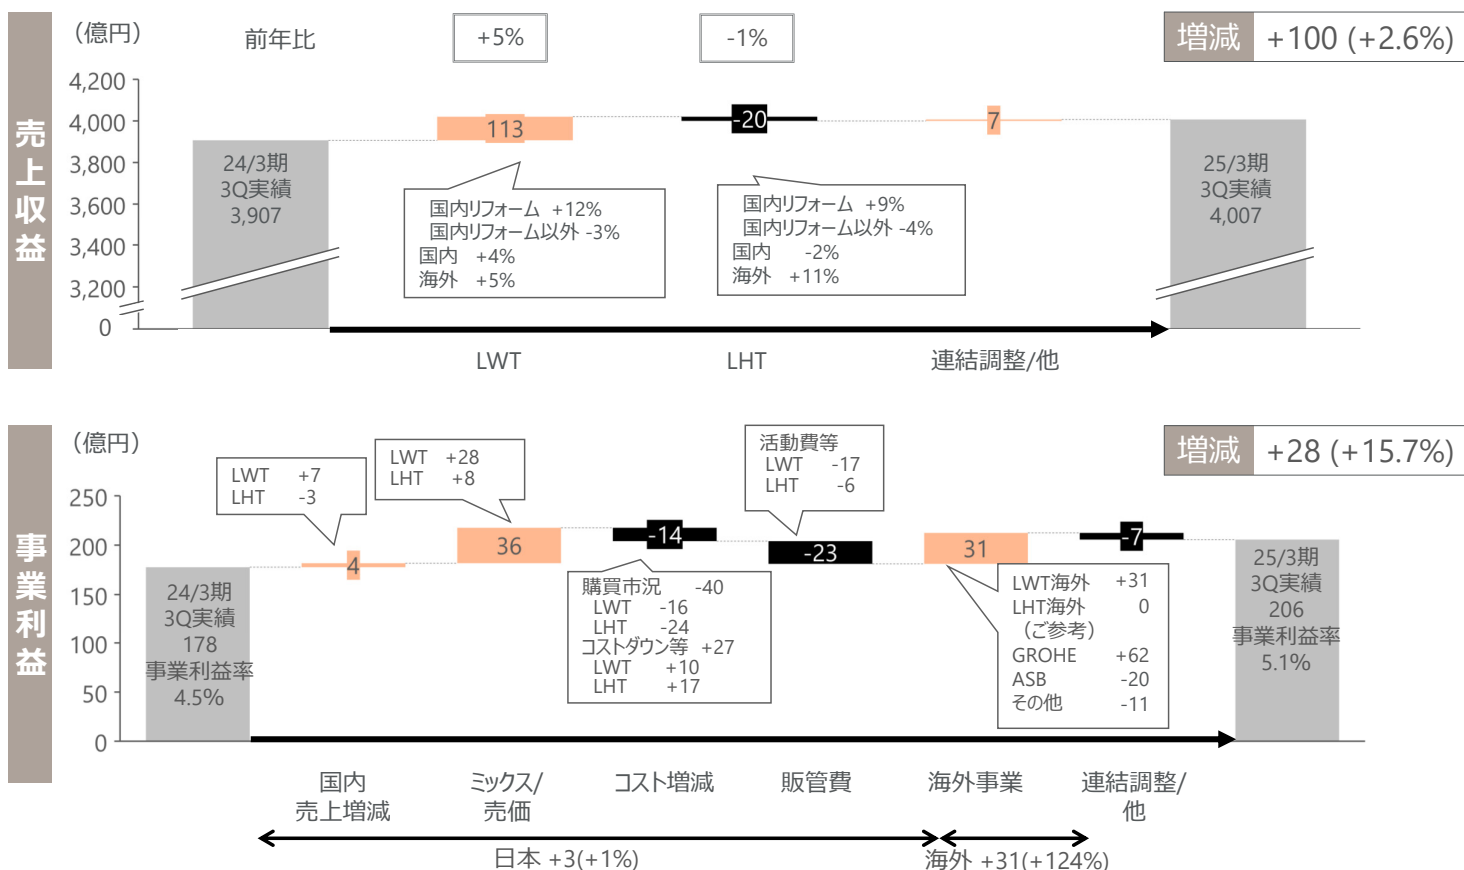 売上収益
（億円）
前年比
+5%
-1%
増減 +100 (+2.6%)
4,200
4,000
3,800
3,600
3,400
3,200
0
24/3期
3Q実績
3,907
113
-20
7
25/3期
3Q実績
4,007
国内リフォーム +12%
国内リフォーム以外 -3%
国内 +4%
海外 +5%
国内リフォーム +9%
国内リフォーム以外 -4%
国内 -2%
海外 +11%
LWT
LHT
連結調整/他
事業利益
（億円）
増減 +28 (+15.7%)
250
200
150
100
50
0
24/3期
3Q実績
178
事業利益率
4.5%
LWT +7
LHT -3
4
LWT +28
LHT +8
36
-14
購買市況 -40
LWT -16
LHT -24
コストダウン等 +27
LWT +10
LHT +17
活動費等
LWT -17
LHT -6
-23
31
LWT海外 +31
LHT海外 0
（ご参考）
GROHE +62
ASB -20
その他 -11
-7
25/3期
3Q実績
206
事業利益率
5.1%
国内
売上増減
ミックス/
売価
コスト増減
販管費
海外事業
連結調整/
他
日本 +3(+1%)
海外 +31(+124%)